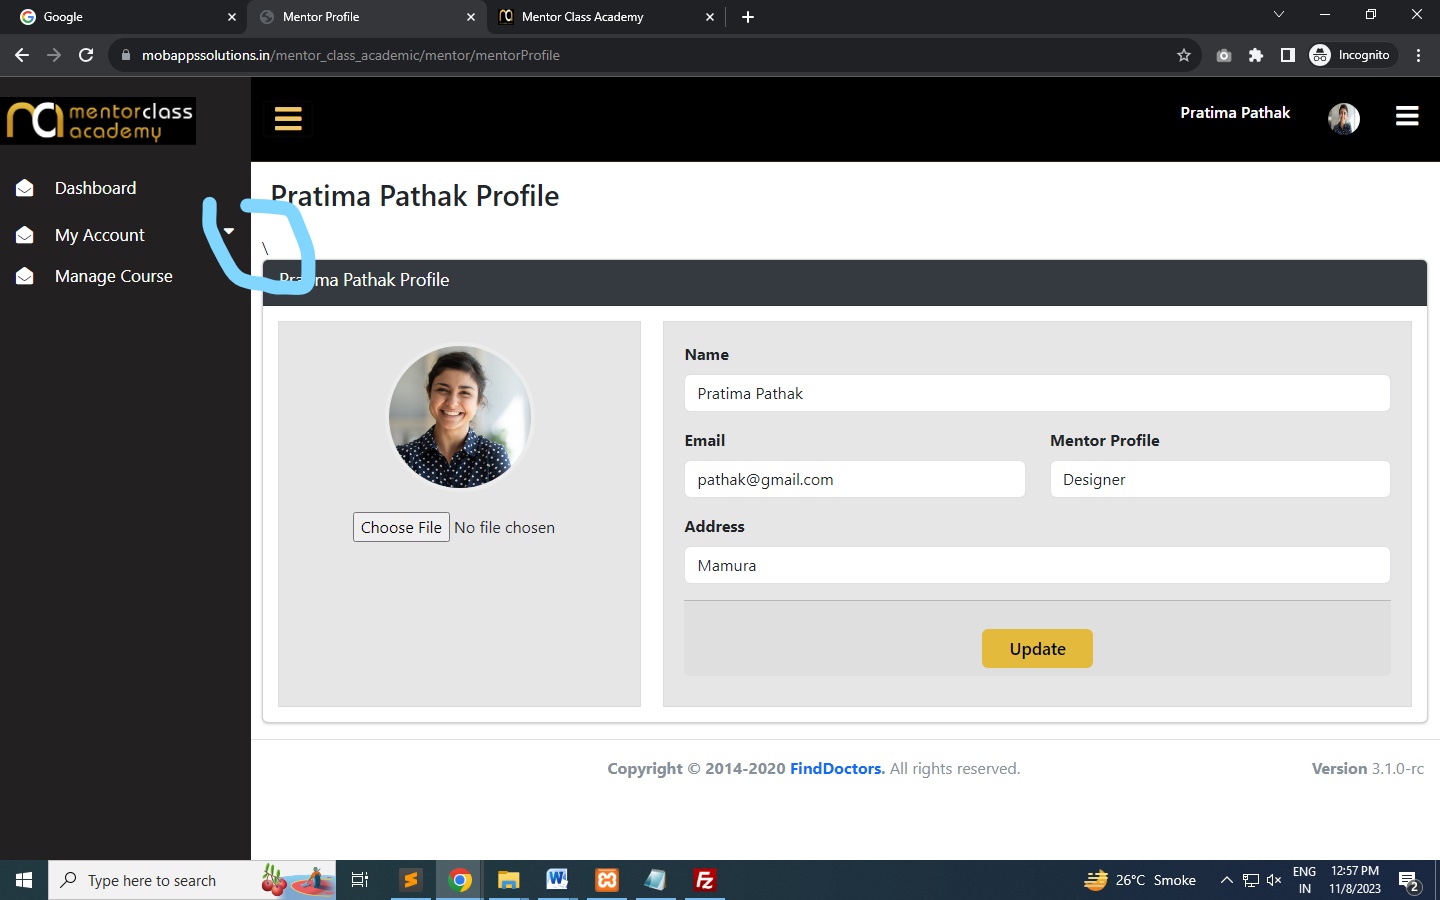 Google
Mentor Profile
Mentor Class Academy
mobappssolutions.in/mentor_class_academic/mentor/mentorProfile
Incognito
mentorclass
academy
Pratima Pathak
Dashboard
My Account
Manage Course
Pratima Pathak Profile
\
Pratima Pathak Profile
Choose File No file chosen
Name
Pratima Pathak
Email
Mentor Profile
pathak@gmail.com
Designer
Address
Mamura
Update
Copyright © 2014-2020 FindDoctors. All rights reserved.
Version 3.1.0-rc
Type here to search
26°C Smoke
ENG
IN
12:57 PM
11/8/2023
2